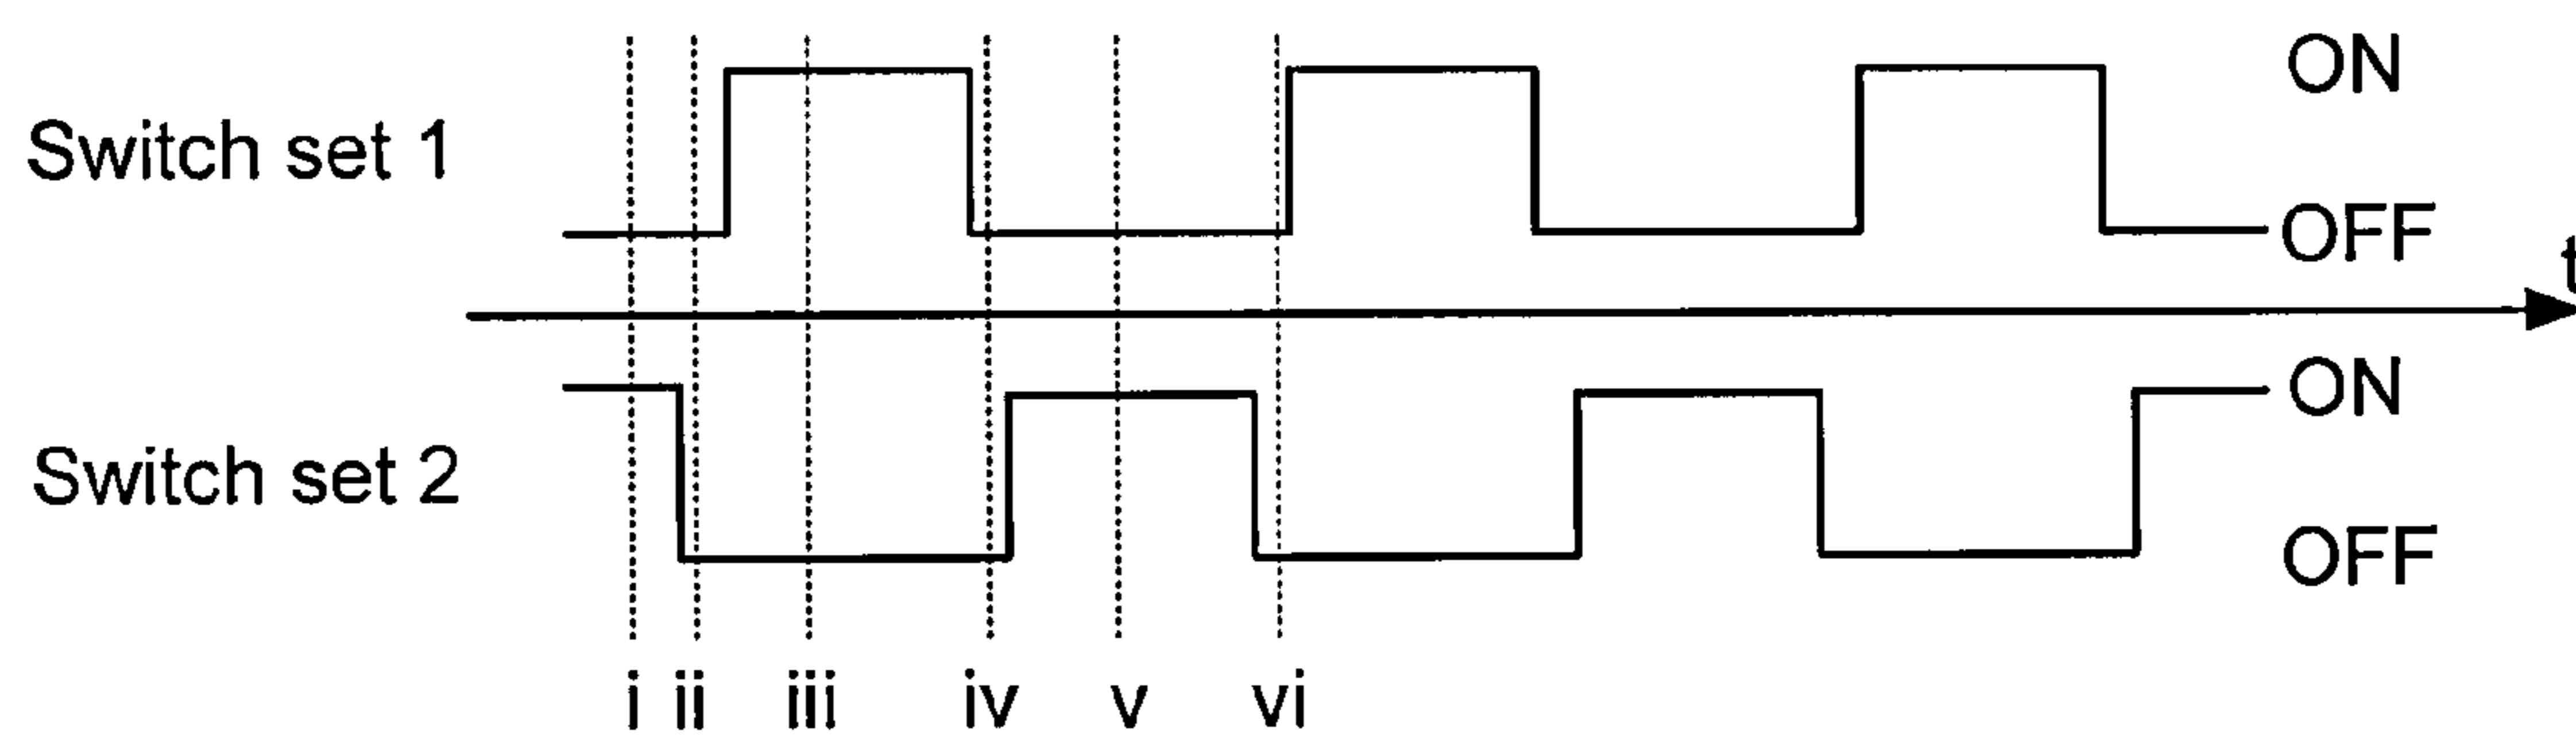 ON
Switch set 1
OFF
t
ON
Switch set 2
OFF
i ii iii iv v vi